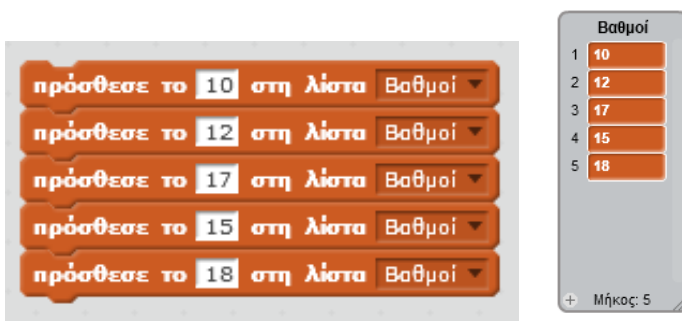 πρόσθεσε το 10 στη λίστα Βαθμοί
πρόσθεσε το 12 στη λίστα Βαθμοί
πρόσθεσε το 17 στη λίστα Βαθμοί
πρόσθεσε το 15 στη λίστα Βαθμοί
πρόσθεσε το 18 στη λίστα Βαθμοί
Βαθμοί
1 10
2 12
3 17
4 15
5 18
+ Μήκος: 5